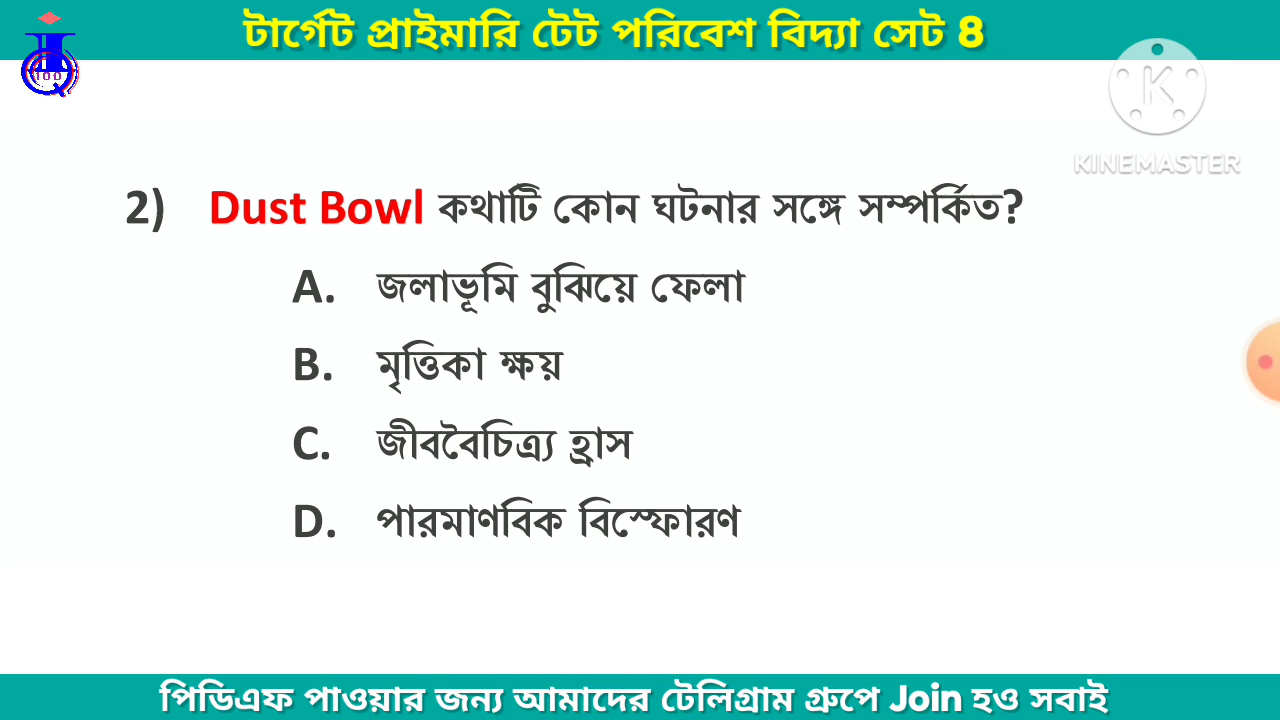 টার্গেট প্রাইমারি টেট পরিবেশ বিদ্যা সেট 8
100
KINEMASTER
2) Dust Bowl কথাটি কোন ঘটনার সঙ্গে সম্পর্কিত?
A. জলাভূমি বুঝিয়ে ফেলা
B. মৃত্তিকা ক্ষয়
C. জীববৈচিত্র্য হ্রাস
D. পারমাণবিক বিস্ফোরণ
পিডিএফ পাওয়ার জন্য আমাদের টেলিগ্রাম গ্রুপে Join হও সবাই